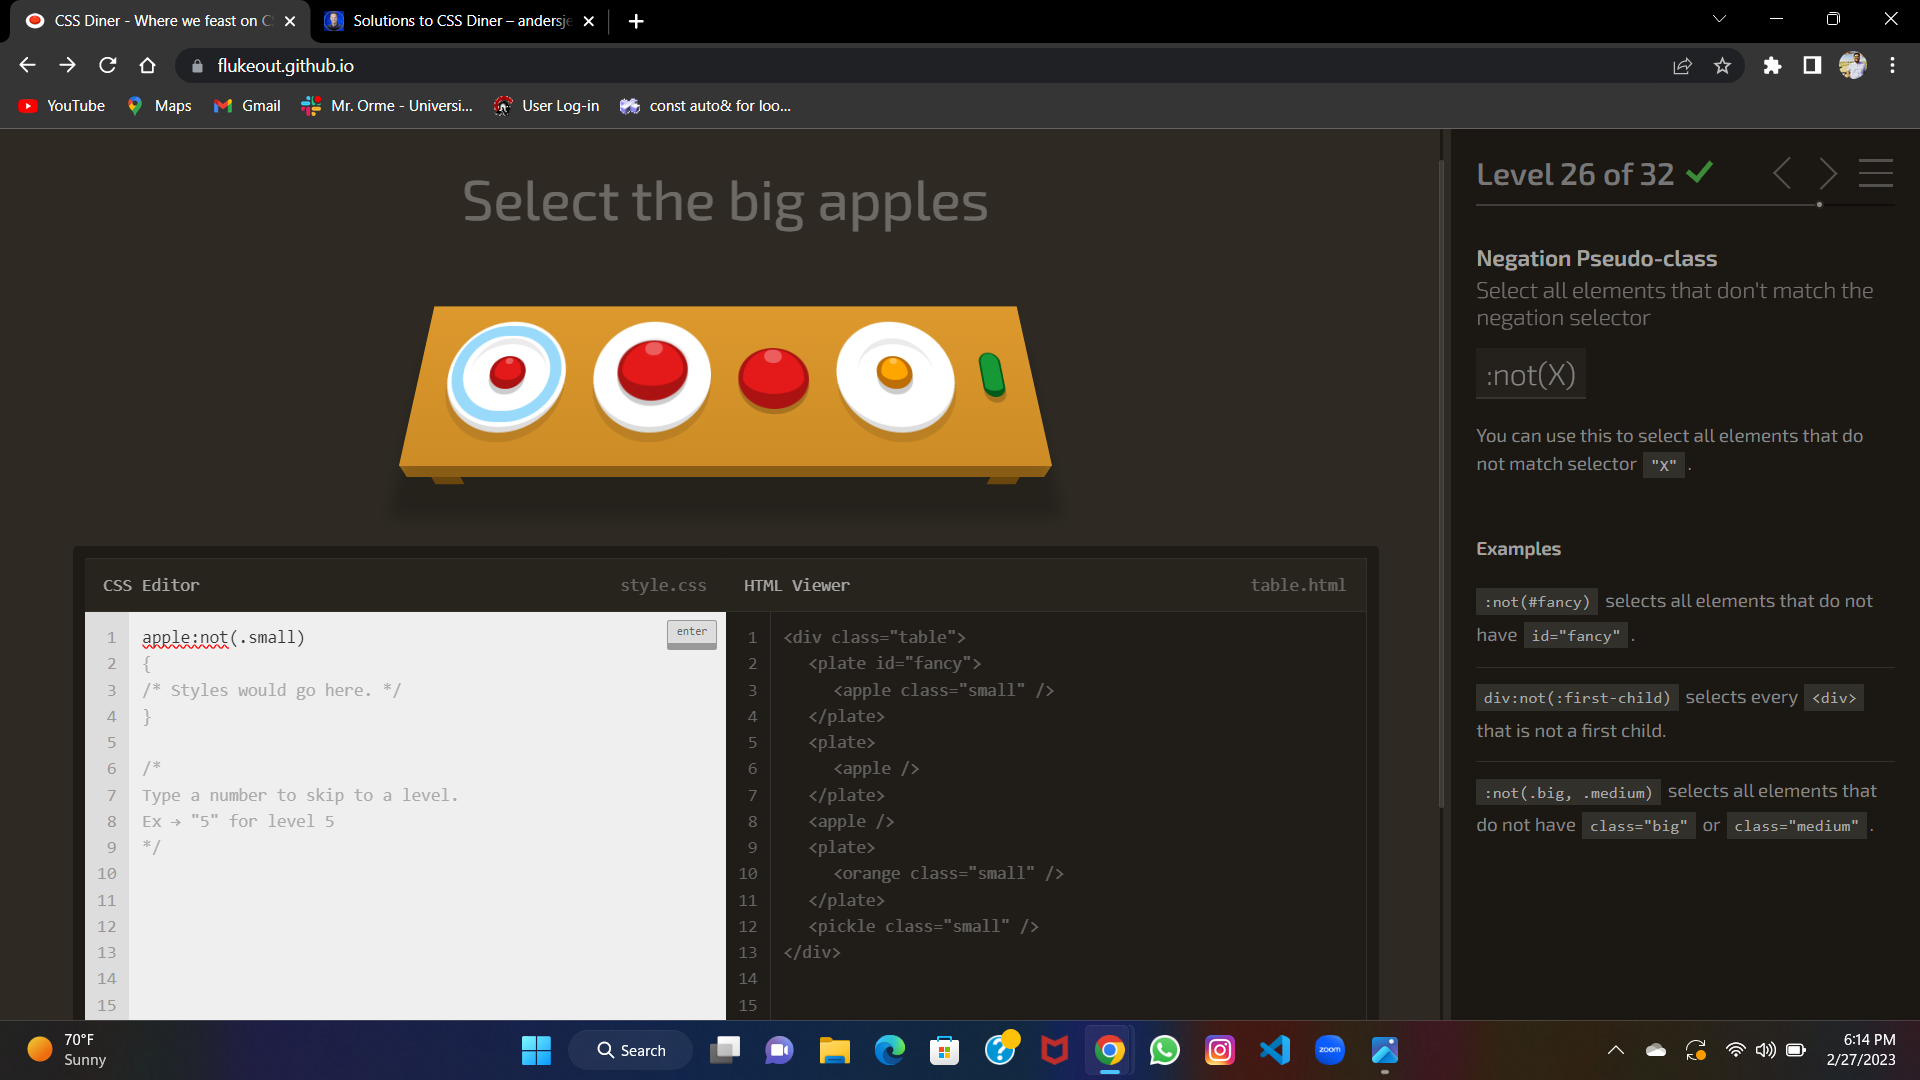 CSS Diner - Where we feast on C
Solutions to CSS Diner – andersje
flukeout.github.io
YouTube
Maps
Gmail
Mr. Orme - Universi...
User Log-in
const auto& for loo...
Select the big apples
CSS Editor
style.css
enter
1 apple:not(.small)
2 {
3 /* Styles would go here. */
4 }
5
6 /*
7 Type a number to skip to a level.
8 Ex → "5" for level 5
9 */
10
11
12
13
14
15
HTML Viewer
table.html
1 <div class="table">
2 <plate id="fancy">
3 <apple class="small" />
4 </plate>
5 <plate>
6 <apple />
7 </plate>
8 <apple />
9 <plate>
10 <orange class="small" />
11 </plate>
12 <pickle class="small" />
13 </div>
14
15
Level 26 of 32
Negation Pseudo-class
Select all elements that don't match the
negation selector
:not(X)
You can use this to select all elements that do
not match selector "X" .
Examples
:not(#fancy) selects all elements that do not
have id="fancy" .
div:not(:first-child) selects every <div>
that is not a first child.
:not(.big, .medium) selects all elements that
do not have class="big" or class="medium" .
70°F
Sunny
Search
zoom
6:14 PM
2/27/2023